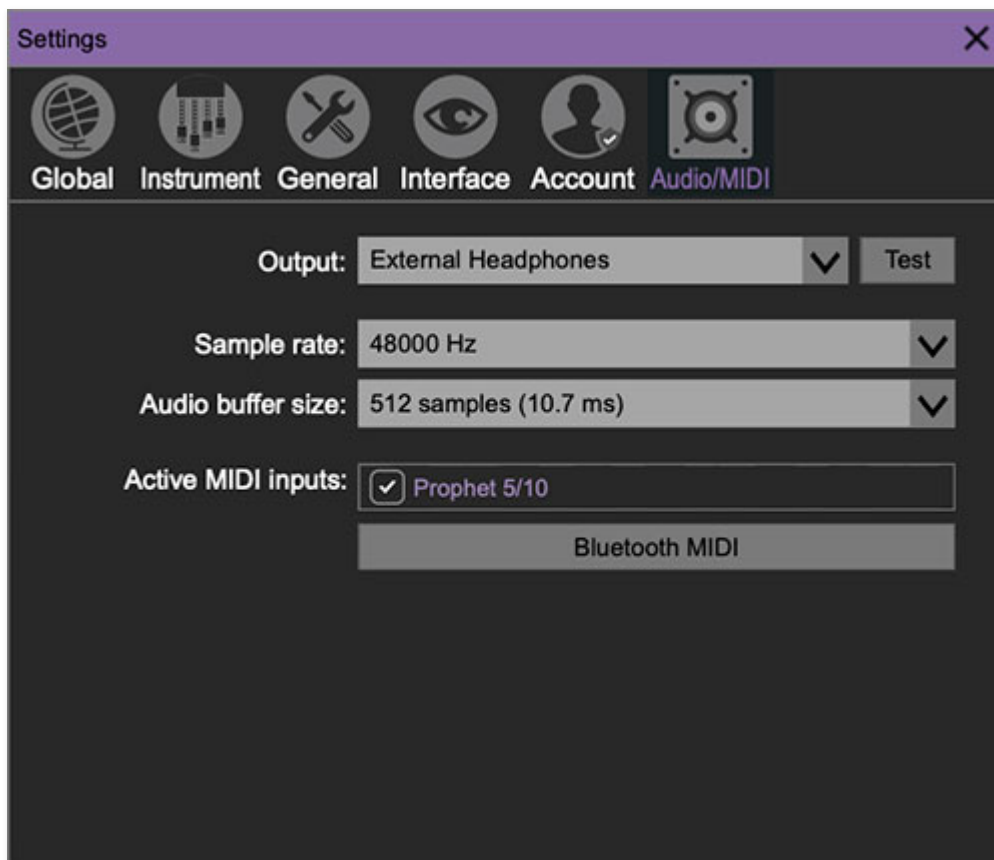 Settings
Global Instrument General Interface Account Audio/MIDI
Output: External Headphones Test
Sample rate: 48000 Hz
Audio buffer size: 512 samples (10.7 ms)
Active MIDI inputs: Prophet 5/10
Bluetooth MIDI